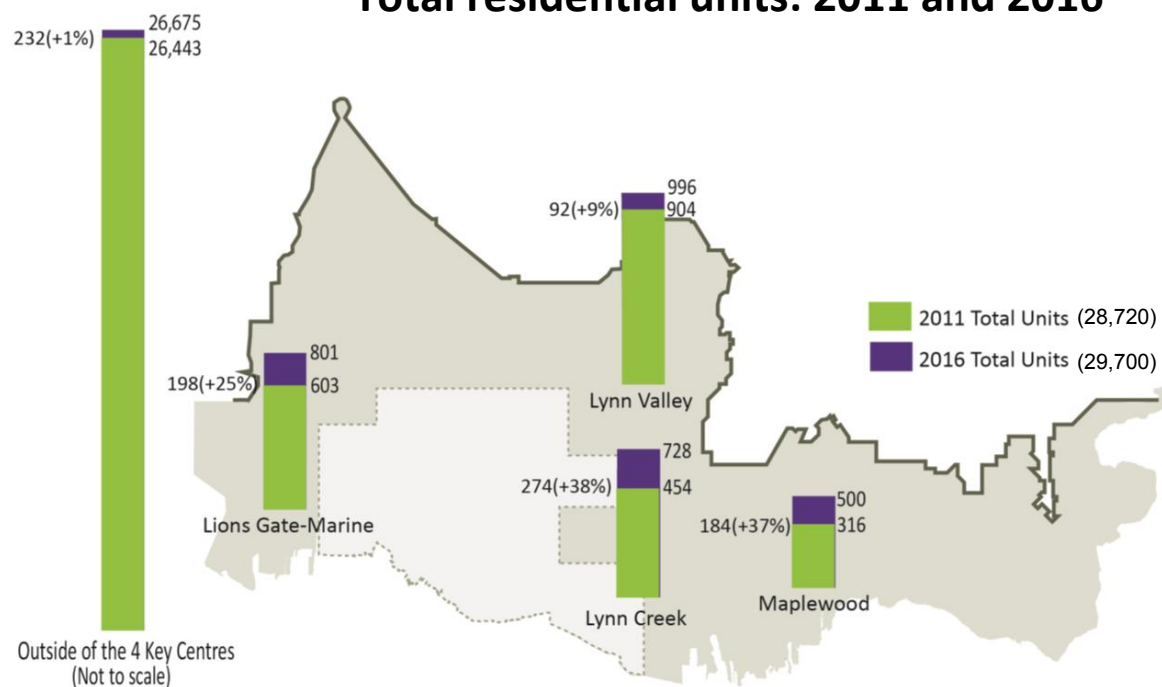 Total residential units: 2011 and 2016
26,675
232(+1%)
26,443
996
92(+9%)
904
2011 Total Units (28,720)
2016 Total Units (29,700)
801
198(+25%)
603
Lynn Valley
728
274(+38%)
454
500
184(+37%)
316
Lions Gate-Marine
Maplewood
Lynn Creek
Outside of the 4 Key Centres
(Not to scale)